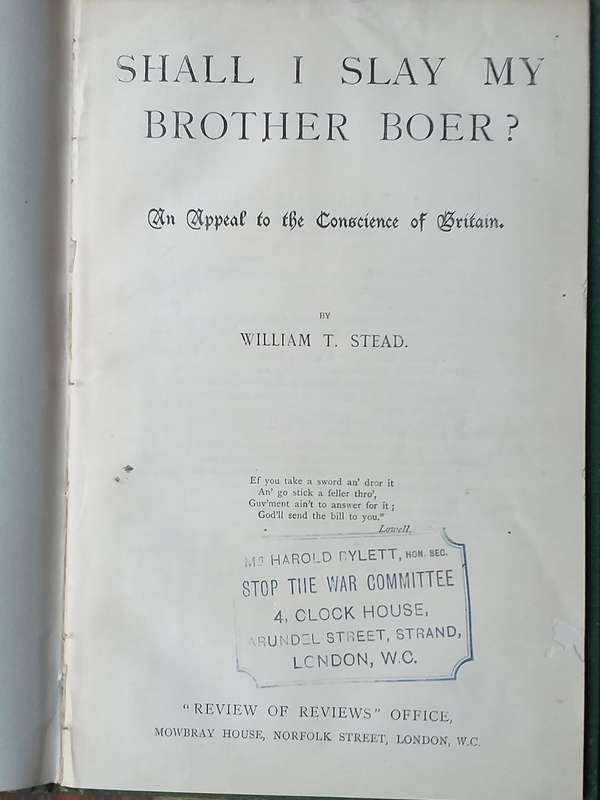 SHALL I SLAY MY
BROTHER BOER?
An Appeal to the Conscience of Britain.
BY
WILLIAM T. STEAD.
Ef you take a sword an' dror it
An' go stick a feller thro',
Guv'ment ain't to answer for it;
God'll send the bill to you."
Lowell.
MR HAROLD RYLETT, HON. SEC.
STOP THE WAR COMMITTEE
4, CLOCK HOUSE,
ARUNDEL STREET, STRAND,
LONDON, W.C.
"REVIEW OF REVIEWS" OFFICE,
MOWBRAY HOUSE, NORFOLK STREET, LONDON, W.C.